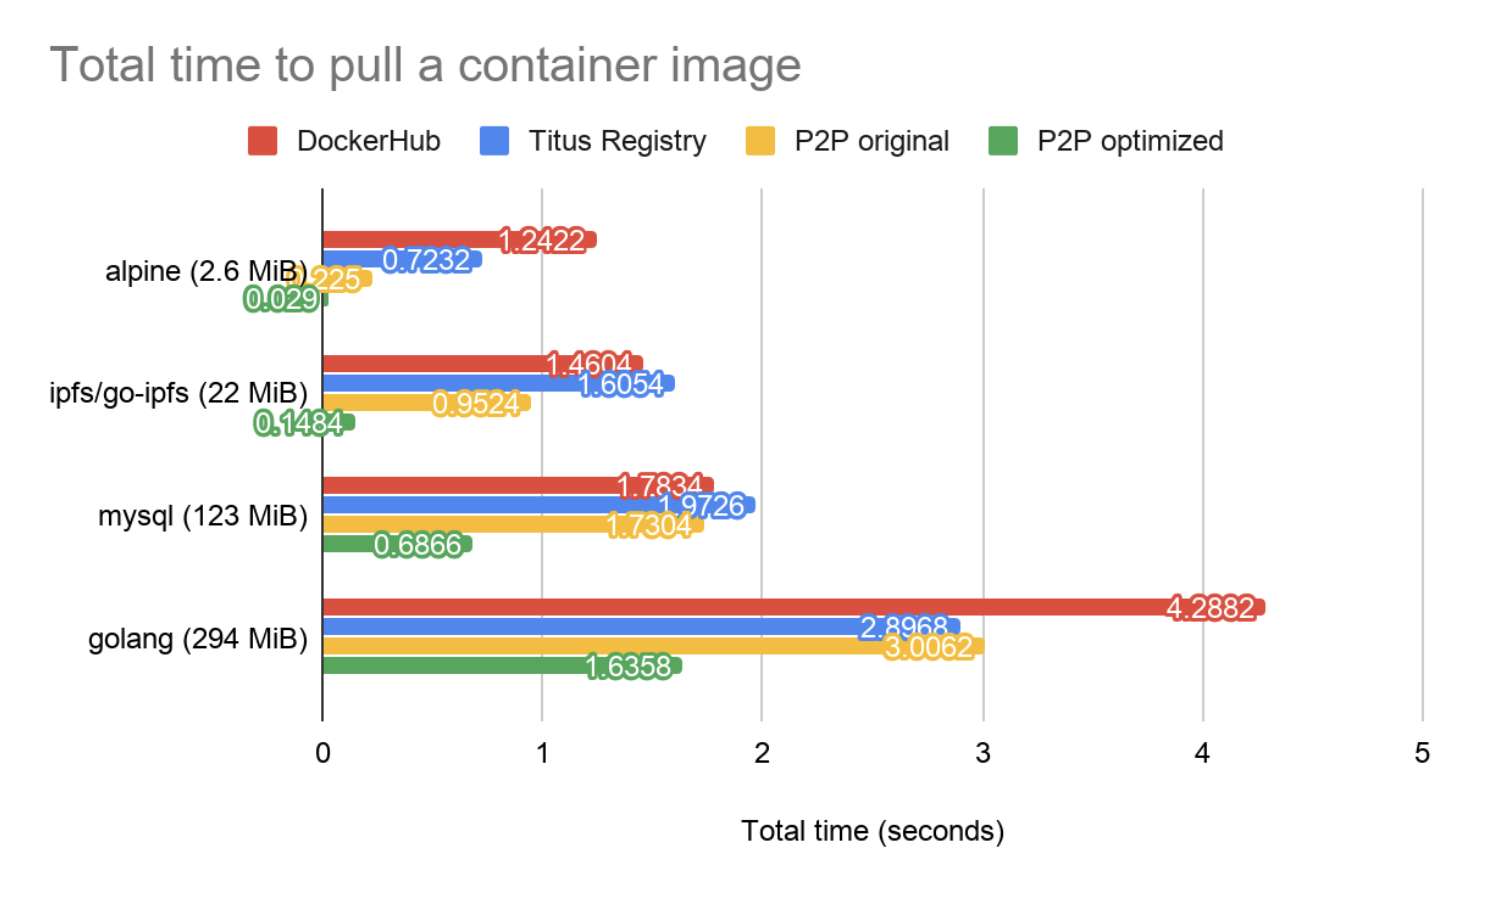 Total time to pull a container image
DockerHub Titus Registry P2P original P2P optimized
alpine (2.6 MiB)
1.2422
0.7232
0.225
0.029
ipfs/go-ipfs (22 MiB)
1.4604
1.6054
0.9524
0.1484
mysql (123 MiB)
1.7834
1.9726
1.7304
0.6866
golang (294 MiB)
4.2882
2.8968
3.0062
1.6358
0 1 2 3 4 5
Total time (seconds)